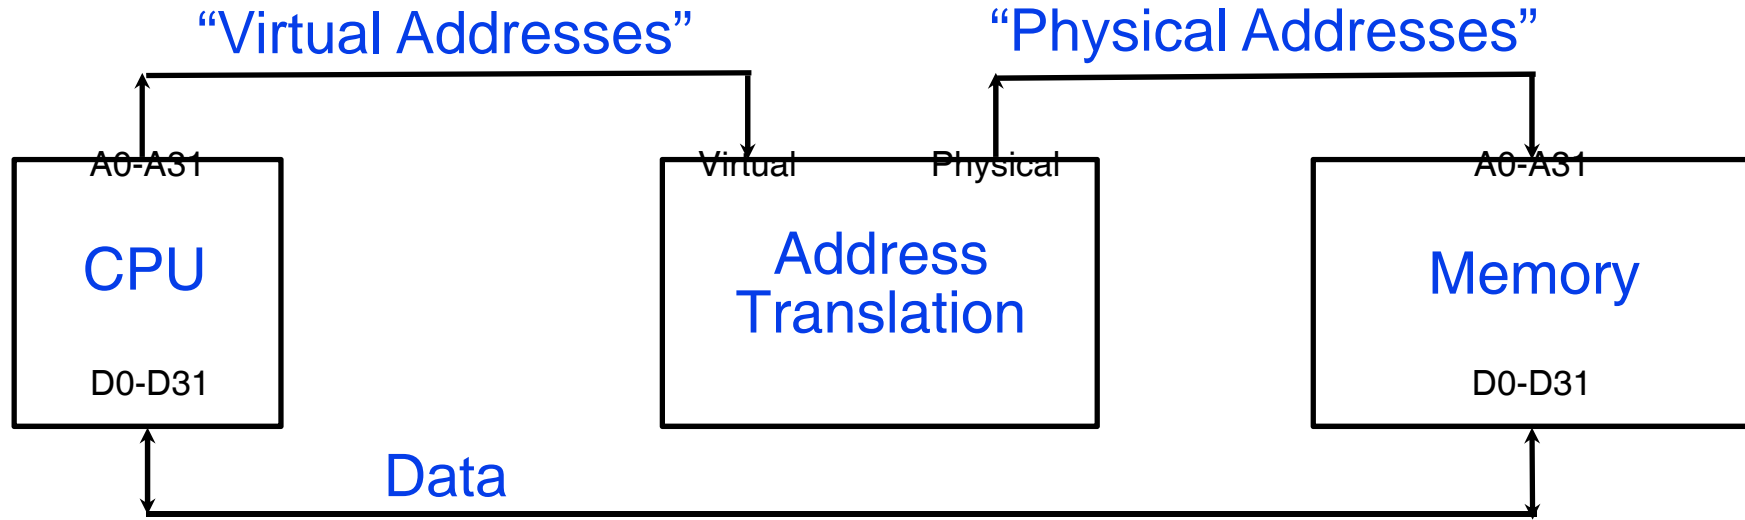 “Virtual Addresses”
“Physical Addresses”
A0-A31
Virtual
Physical
A0-A31
CPU
Address
Translation
Memory
D0-D31
D0-D31
Data